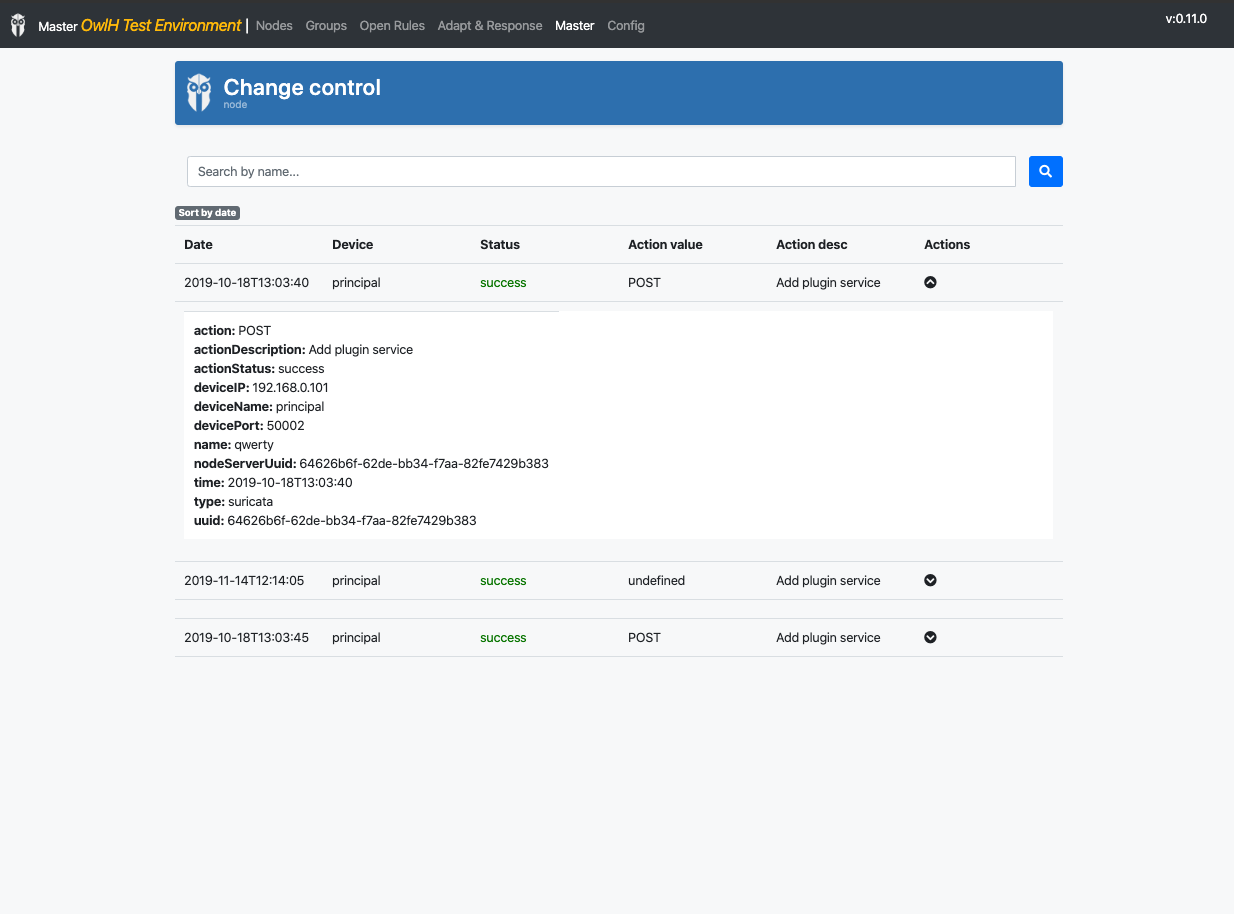 Master OwlH Test Environment | Nodes Groups Open Rules Adapt & Response Master Config v:0.11.0
Change control
node
Search by name...
Sort by date
Date Device Status Action value Action desc Actions
2019-10-18T13:03:40 principal success POST Add plugin service
action: POST
actionDescription: Add plugin service
actionStatus: success
deviceIP: 192.168.0.101
deviceName: principal
devicePort: 50002
name: qwerty
nodeServerUuid: 64626b6f-62de-bb34-f7aa-82fe7429b383
time: 2019-10-18T13:03:40
type: suricata
uuid: 64626b6f-62de-bb34-f7aa-82fe7429b383
2019-11-14T12:14:05 principal success undefined Add plugin service
2019-10-18T13:03:45 principal success POST Add plugin service